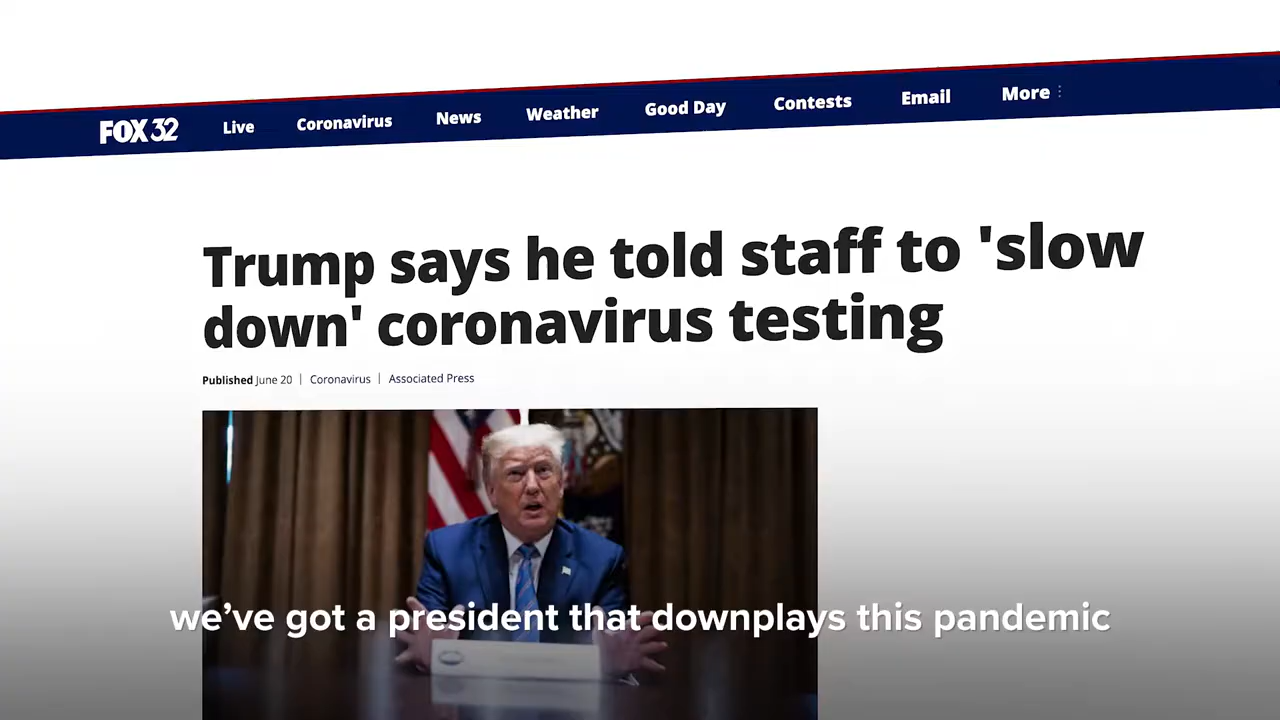 FOX 32 Live Coronavirus News Weather Good Day Contests Email More
Trump says he told staff to 'slow
down' coronavirus testing
Published June 20 | Coronavirus | Associated Press
we've got a president that downplays this pandemic